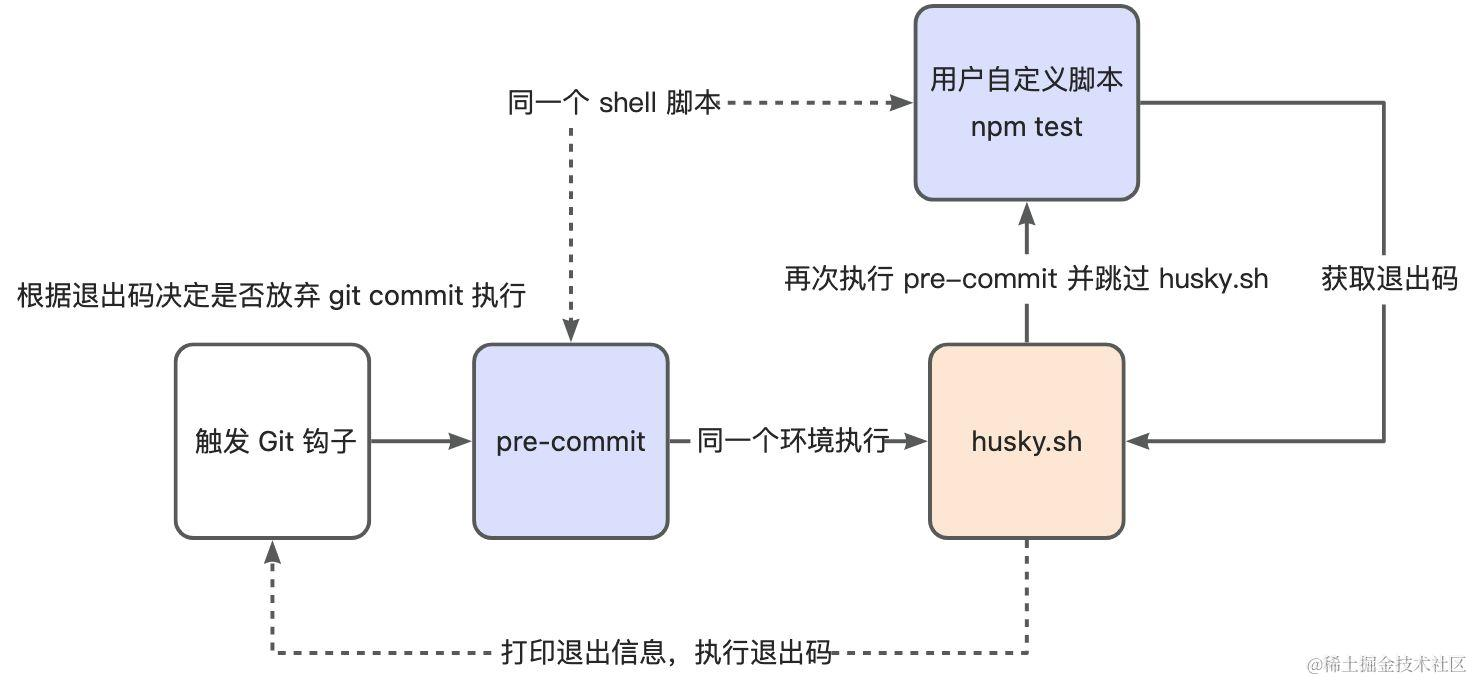 用户自定义脚本
npm test
同一个 shell 脚本
再次执行 pre-commit 并跳过 husky.sh
获取退出码
根据退出码决定是否放弃 git commit 执行
触发 Git 钩子
pre-commit
同一个环境执行
husky.sh
打印退出信息，执行退出码
@稀土掘金技术社区